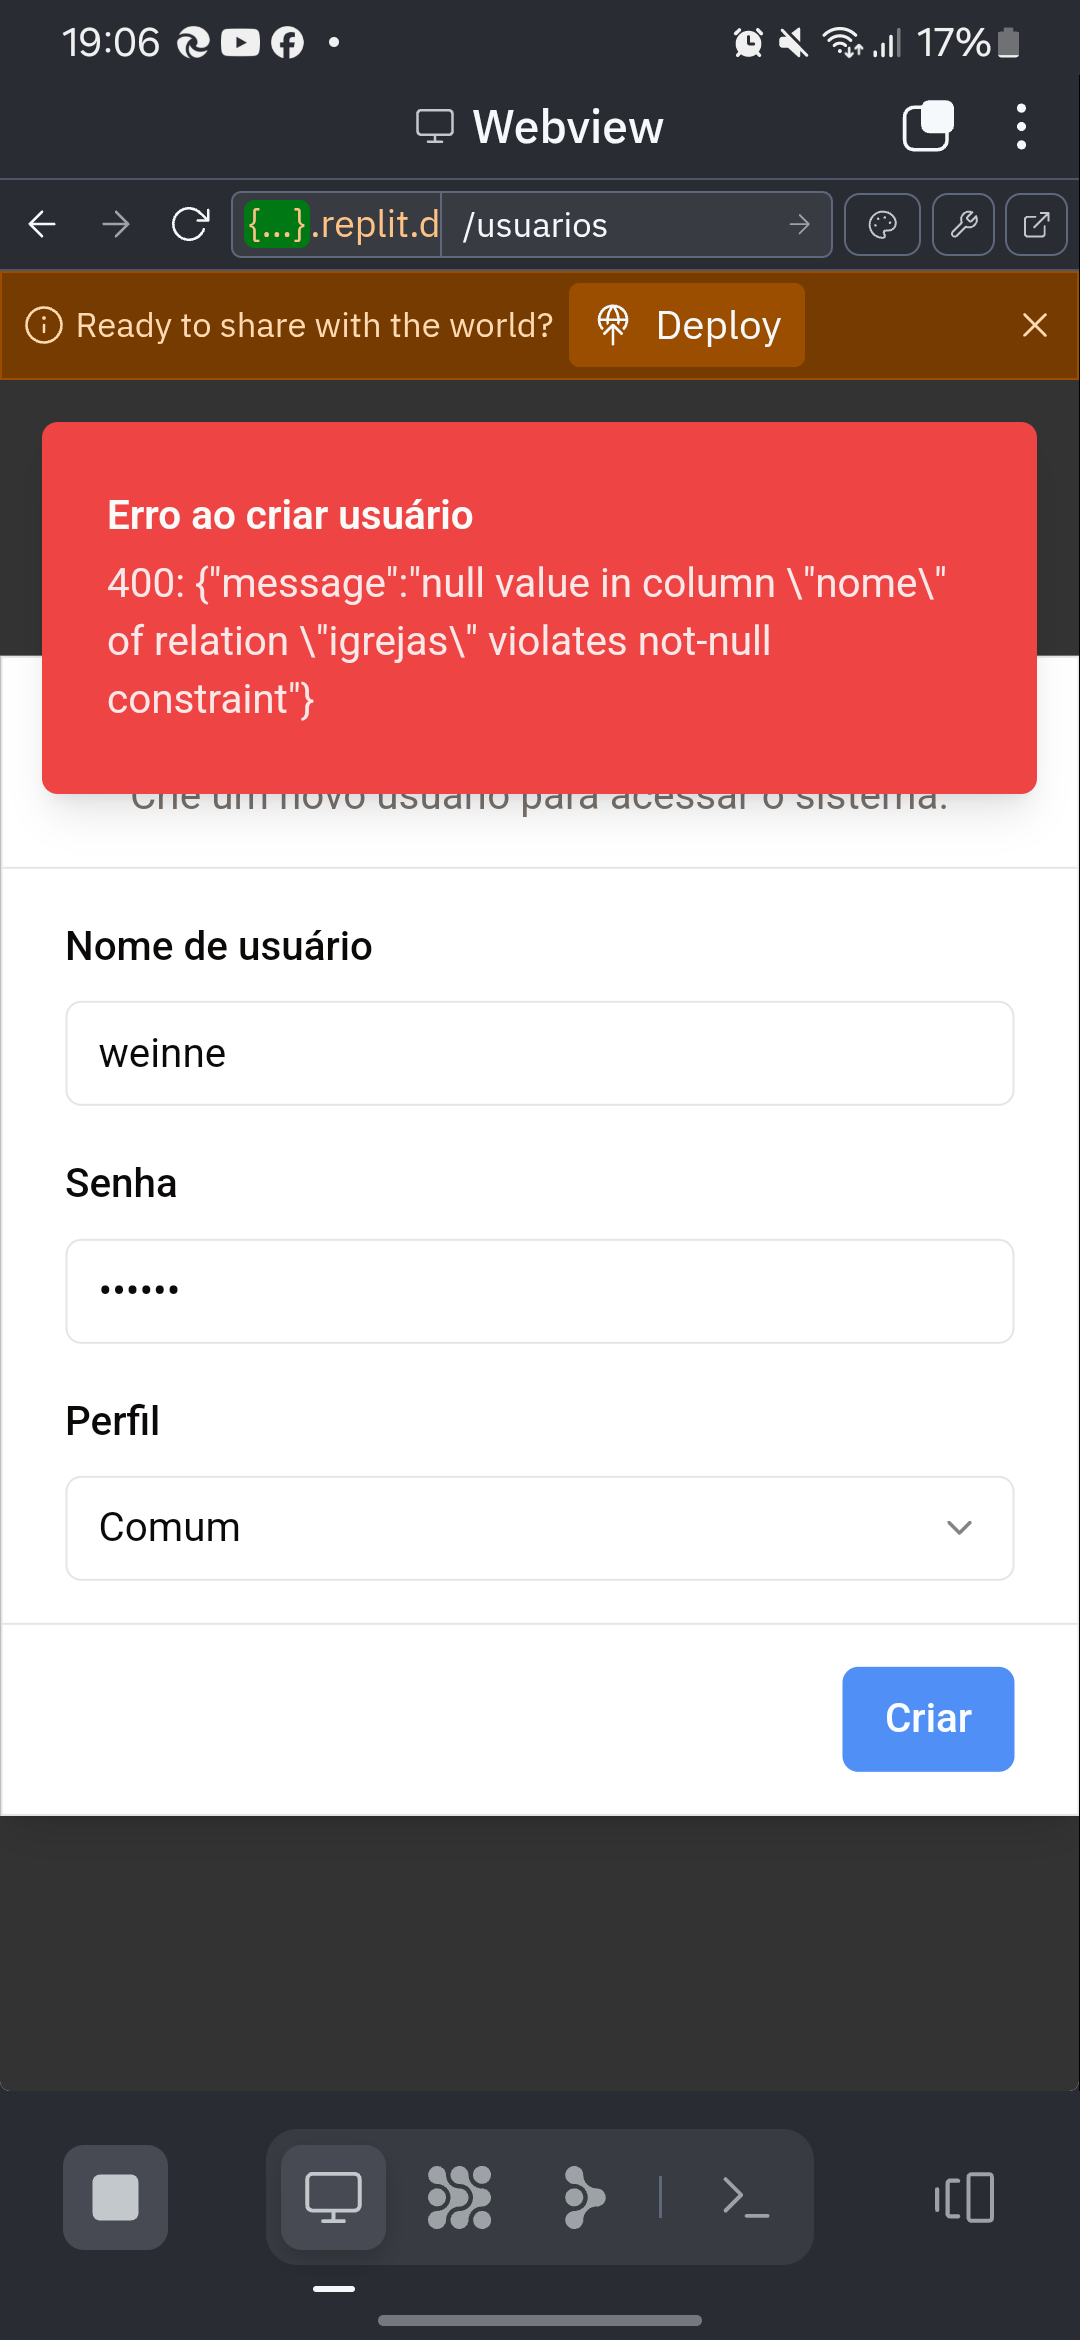 19:06
17%
Webview
{...}.replit.d
/usuarios
Ready to share with the world?
Deploy
Erro ao criar usuário
400: {"message":"null value in column \"nome\"
of relation \"igrejas\" violates not-null
constraint"}
Crie um novo usuário para acessar o sistema.
Nome de usuário
weinne
Senha
••••••
Perfil
Comum
Criar